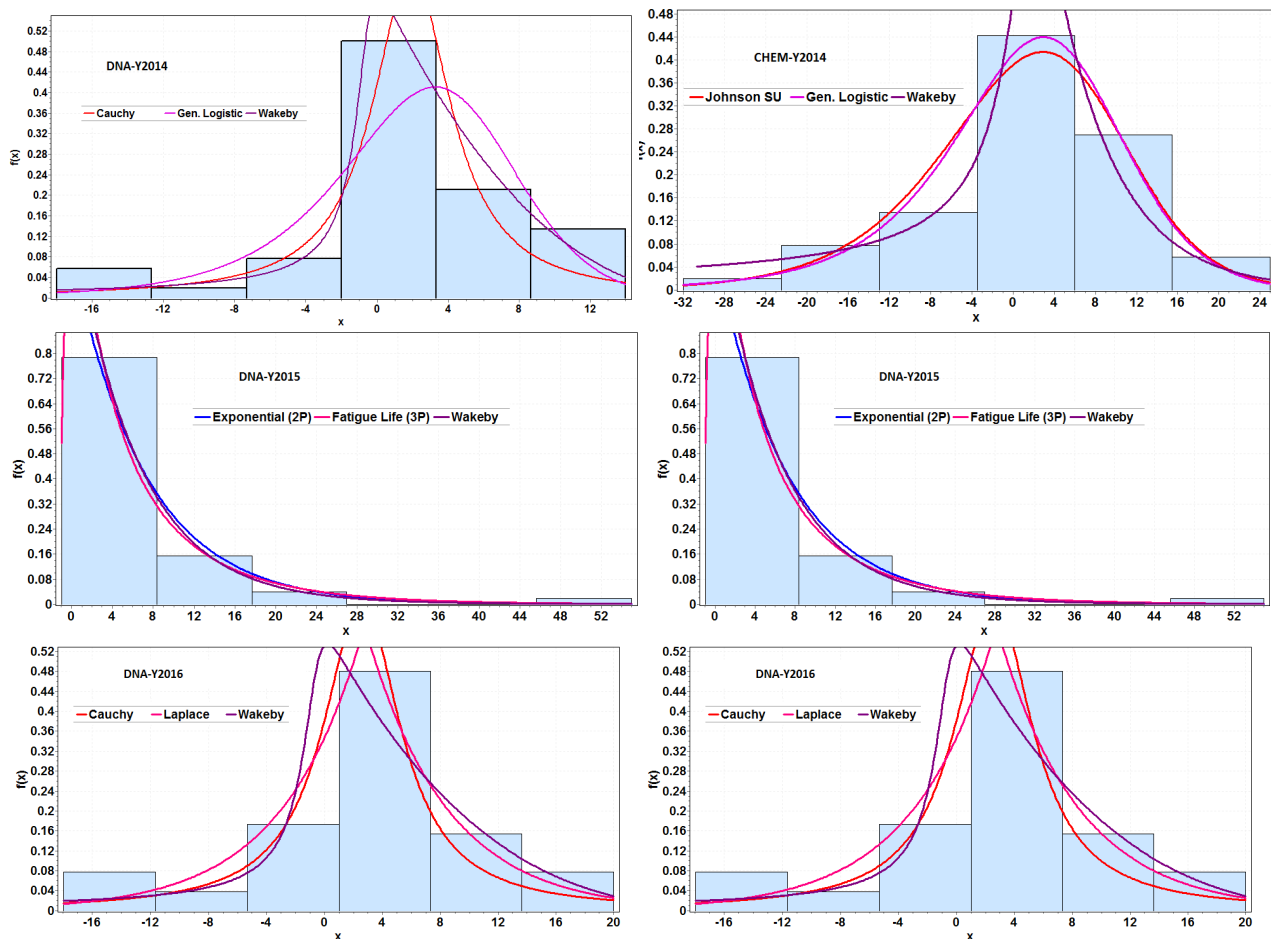 0.52
0.48
0.44
0.4
0.36
0.32
0.28
0.24
0.2
0.16
0.12
0.08
0.04
0
f(x)
DNA-Y2014
Cauchy Gen. Logistic Wakeby
-16 -12 -8 -4 0 4 8 12
x
0.48
0.44
0.4
0.36
0.32
0.28
0.24
0.2
0.16
0.12
0.08
0.04
0
CHEM-Y2014
Johnson SU Gen. Logistic Wakeby
-32 -28 -24 -20 -16 -12 -8 -4 0 4 8 12 16 20 24
x
0.8
0.72
0.64
0.56
0.48
0.4
0.32
0.24
0.16
0.08
0
f(x)
DNA-Y2015
Exponential (2P) Fatigue Life (3P) Wakeby
0 4 8 12 16 20 24 28 32 36 40 44 48 52
x
0.8
0.72
0.64
0.56
0.48
0.4
0.32
0.24
0.16
0.08
0
f(x)
DNA-Y2015
Exponential (2P) Fatigue Life (3P) Wakeby
0 4 8 12 16 20 24 28 32 36 40 44 48 52
x
0.52
0.48
0.44
0.4
0.36
0.32
0.28
0.24
0.2
0.16
0.12
0.08
0.04
0
f(x)
DNA-Y2016
Cauchy Laplace Wakeby
-16 -12 -8 -4 0 4 8 12 16 20
x
0.52
0.48
0.44
0.4
0.36
0.32
0.28
0.24
0.2
0.16
0.12
0.08
0.04
0
f(x)
DNA-Y2016
Cauchy Laplace Wakeby
-16 -12 -8 -4 0 4 8 12 16 20
x